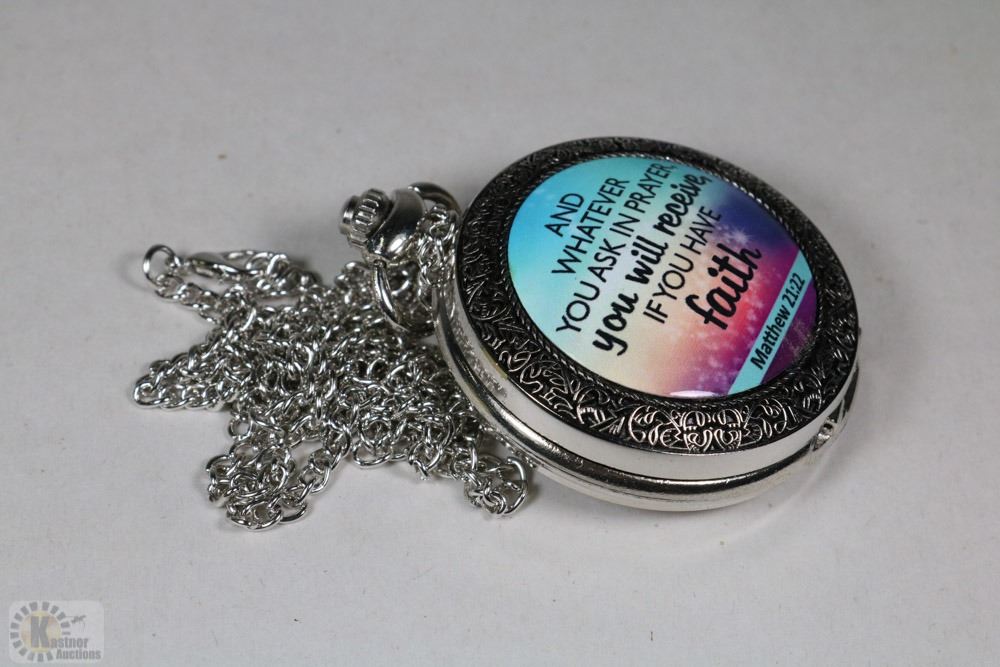 AND
WHATEVER
YOU ASK IN PRAYER,
you will receive,
IF YOU HAVE
faith
Matthew 21:22
Kastner
Auctions